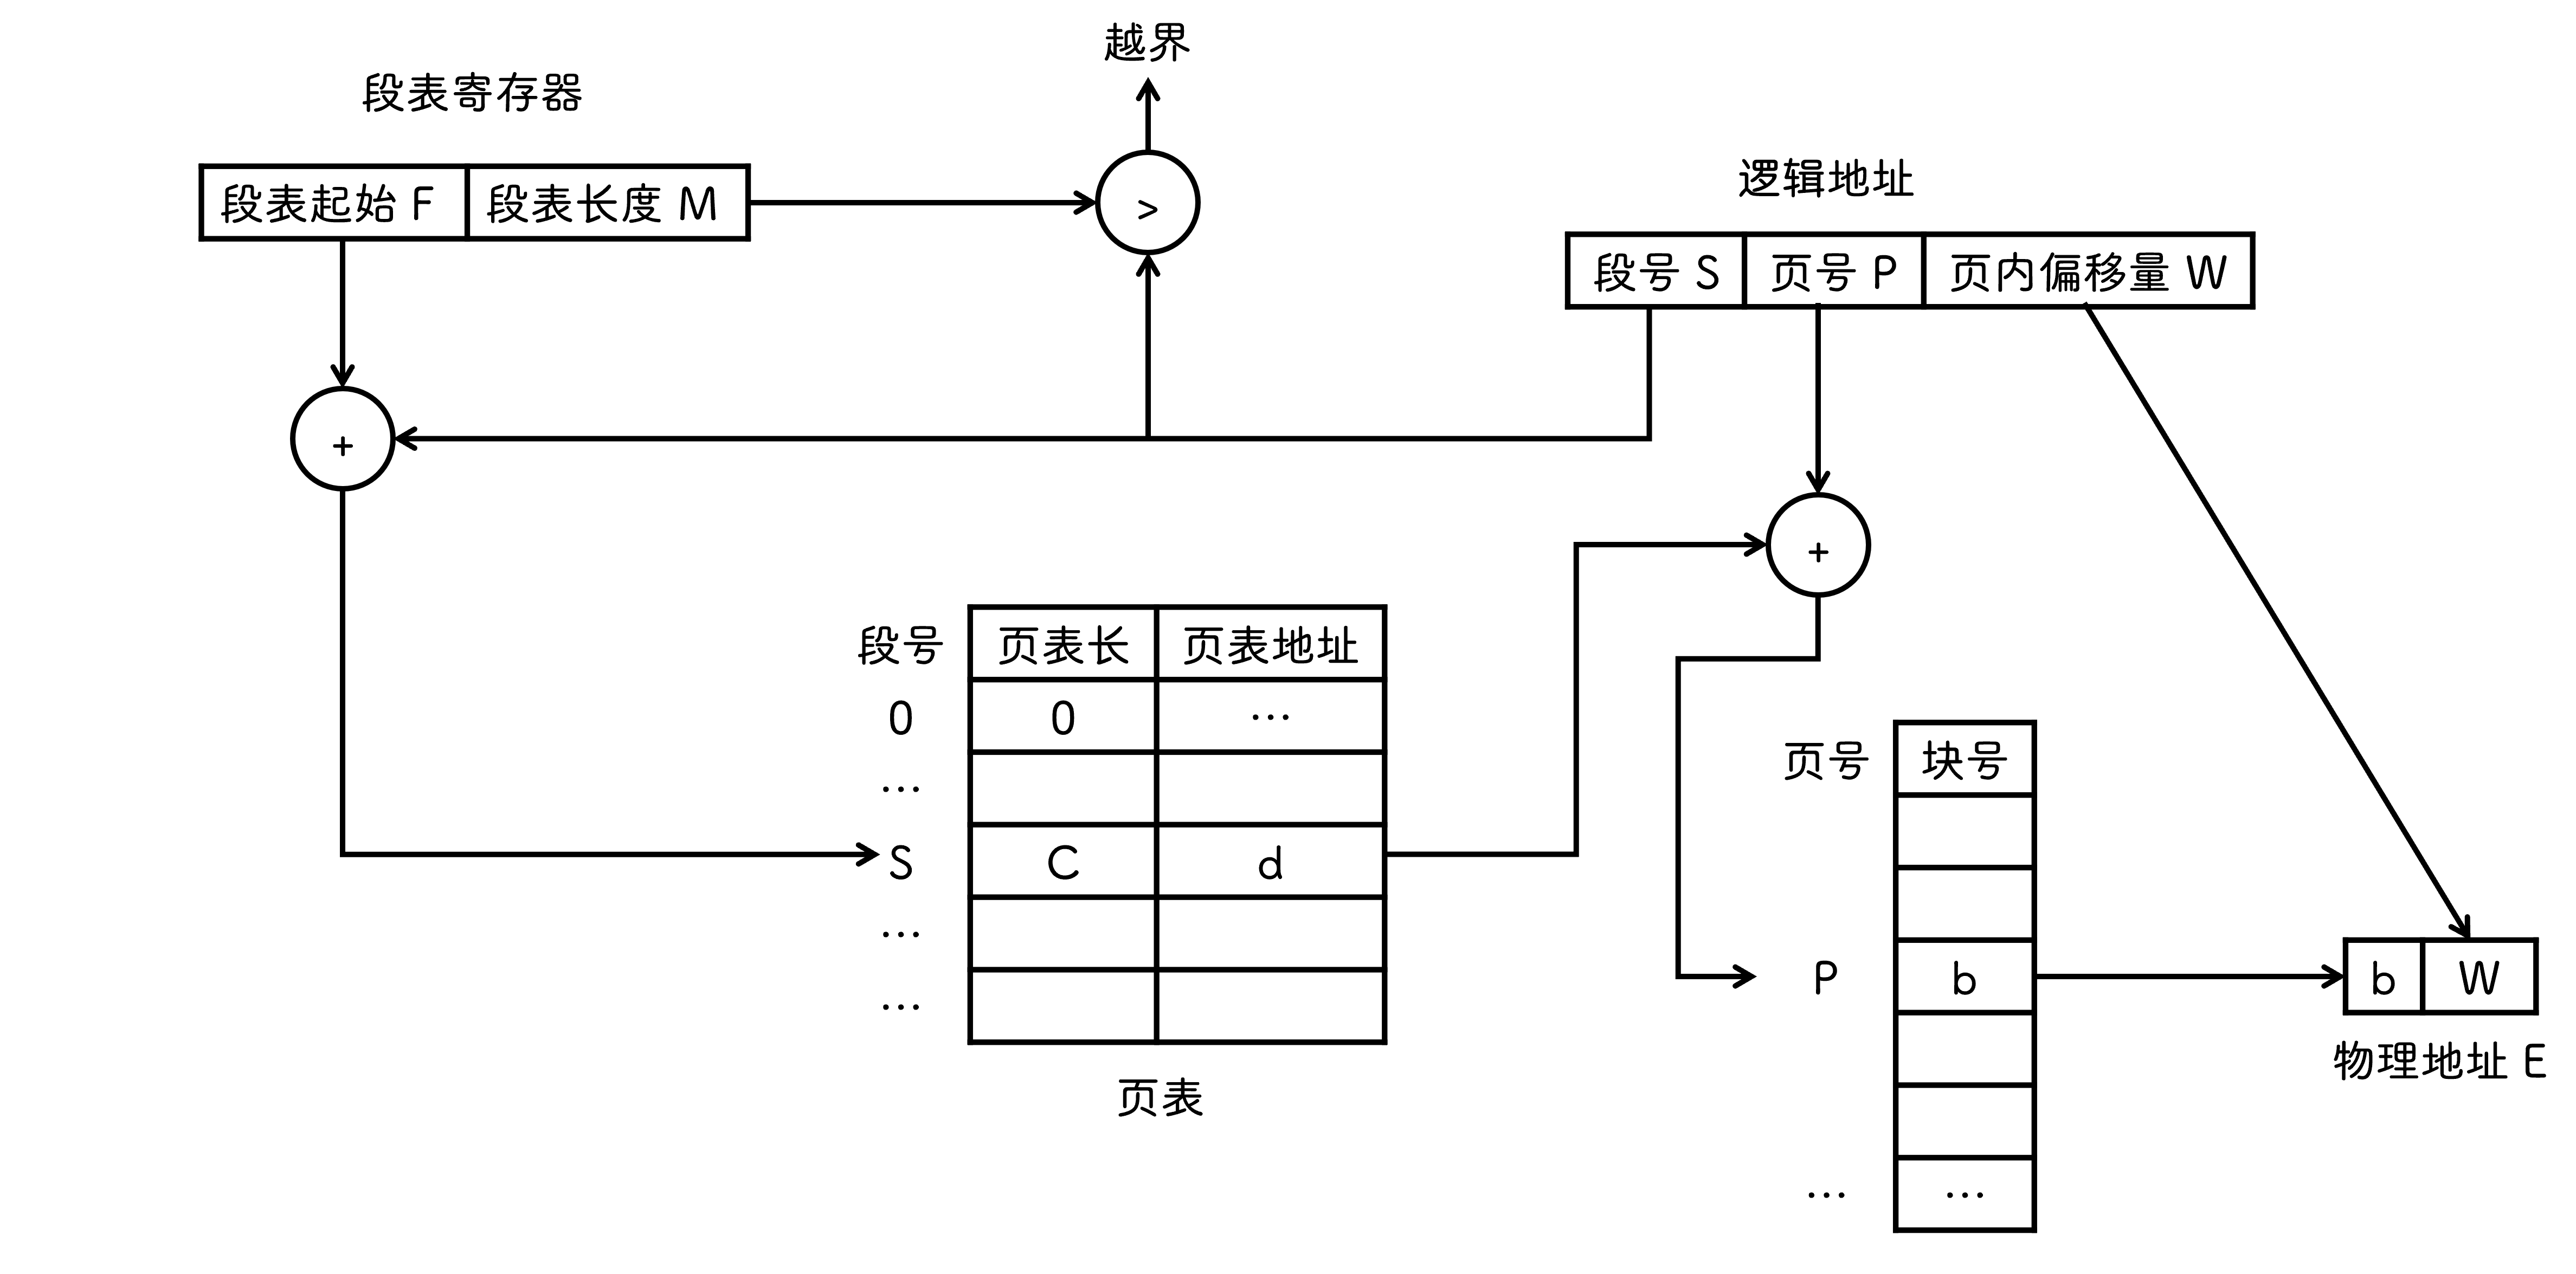 越界
段表寄存器
段表起始 F 段表长度 M
>
逻辑地址
段号 S 页号 P 页内偏移量 W
+
+
段号 页表长 页表地址
0 0 ...
...
S C d
...
...
页表
页号 块号
P b
... ...
b W
物理地址 E